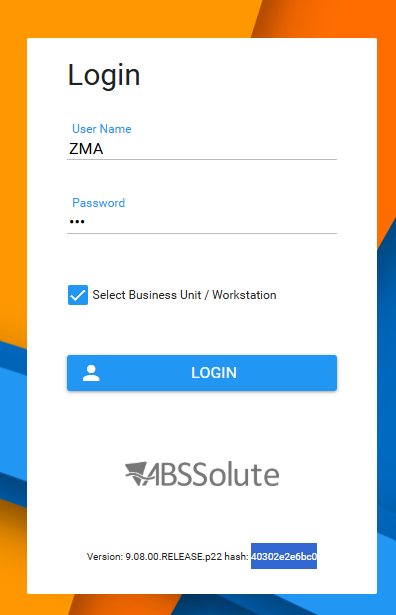 Login
User Name
ZMA
Password
•••
Select Business Unit / Workstation
LOGIN
ABSSolute
Version: 9.08.00.RELEASE.p22 hash: 40302e2e6bc0